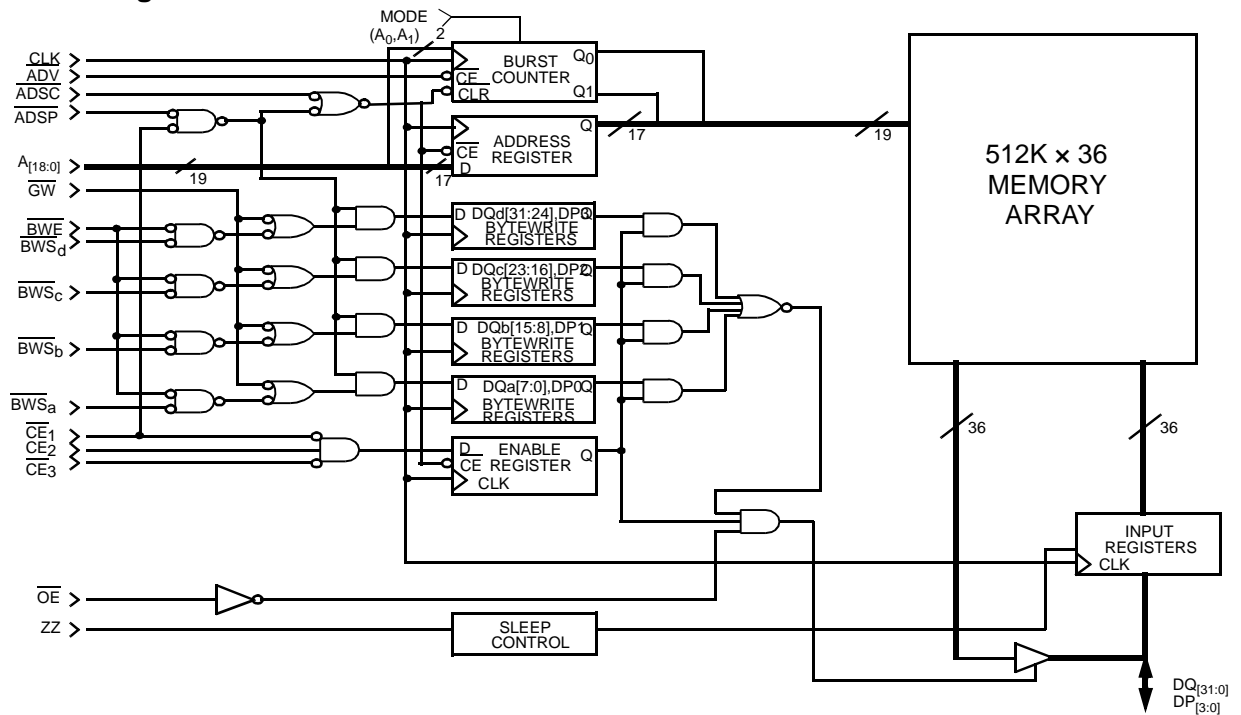 MODE
(A0,A1)
2
CLK
ADV
ADSC
ADSP
A[18:0]
19
GW
BWE
BWSd
BWSc
BWSb
BWSa
CE1
CE2
CE3
OE
ZZ
BURST
COUNTER
CE
CLR
Q0
Q1
ADDRESS
REGISTER
CE
D
Q
17
17
19
D DQd[31:24],DP3 Q
BYTEWRITE
REGISTERS
D DQc[23:16],DP2 Q
BYTEWRITE
REGISTERS
D DQb[15:8],DP1 Q
BYTEWRITE
REGISTERS
D DQa[7:0],DP0 Q
BYTEWRITE
REGISTERS
D ENABLE Q
CE REGISTER
CLK
SLEEP
CONTROL
512K × 36
MEMORY
ARRAY
36
36
INPUT
REGISTERS
CLK
DQ[31:0]
DP[3:0]